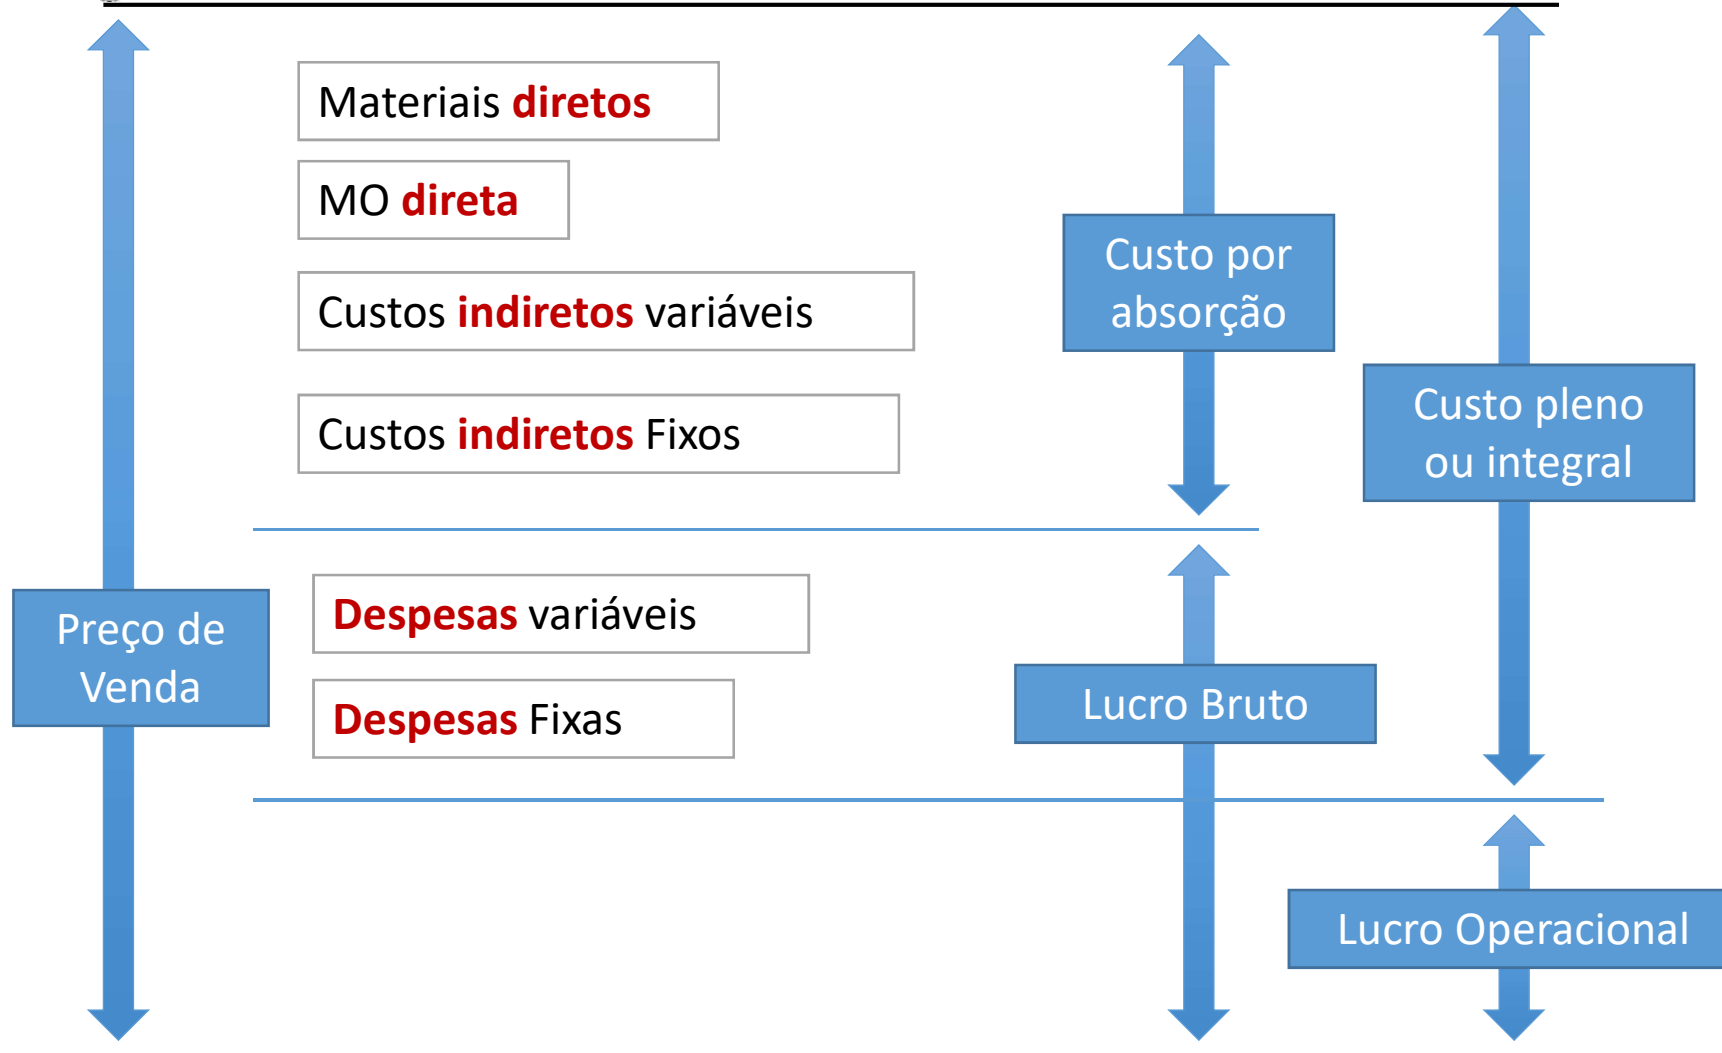 Materiais diretos
MO direta
Custos indiretos variáveis
Custos indiretos Fixos
Custo por
absorção
Custo pleno
ou integral
Despesas variáveis
Despesas Fixas
Preço de
Venda
Lucro Bruto
Lucro Operacional